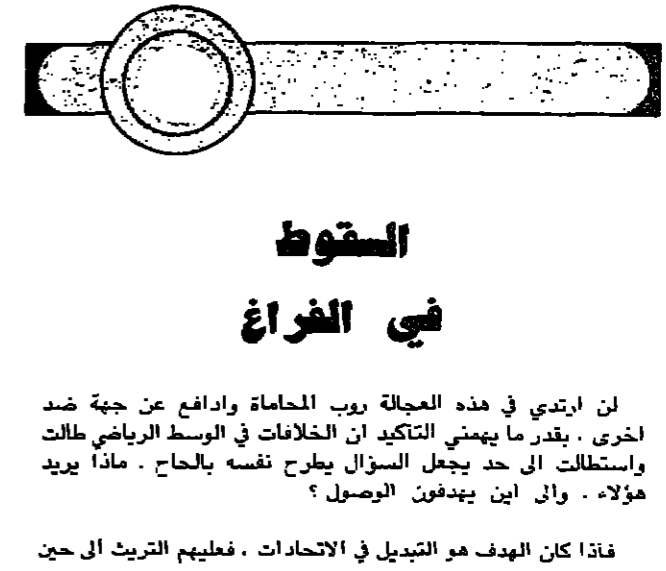 السقوط
في الفراغ
لن ارتدي في هذه العجالة روب المحاماة وادافع عن جهة ضد
اخرى . بقدر ما يهمني التاكيد ان الخلافات في الوسط الرياضي طالت
واستطالت الى حد يجعل السؤال يطرح نفسه بالحاح . ماذا يريد
هؤلاء . والى اين يهدفون الوصول ؟
فاذا كان الهدف هو التبديل في الاتحادات ، فعليهم التريث الى حين